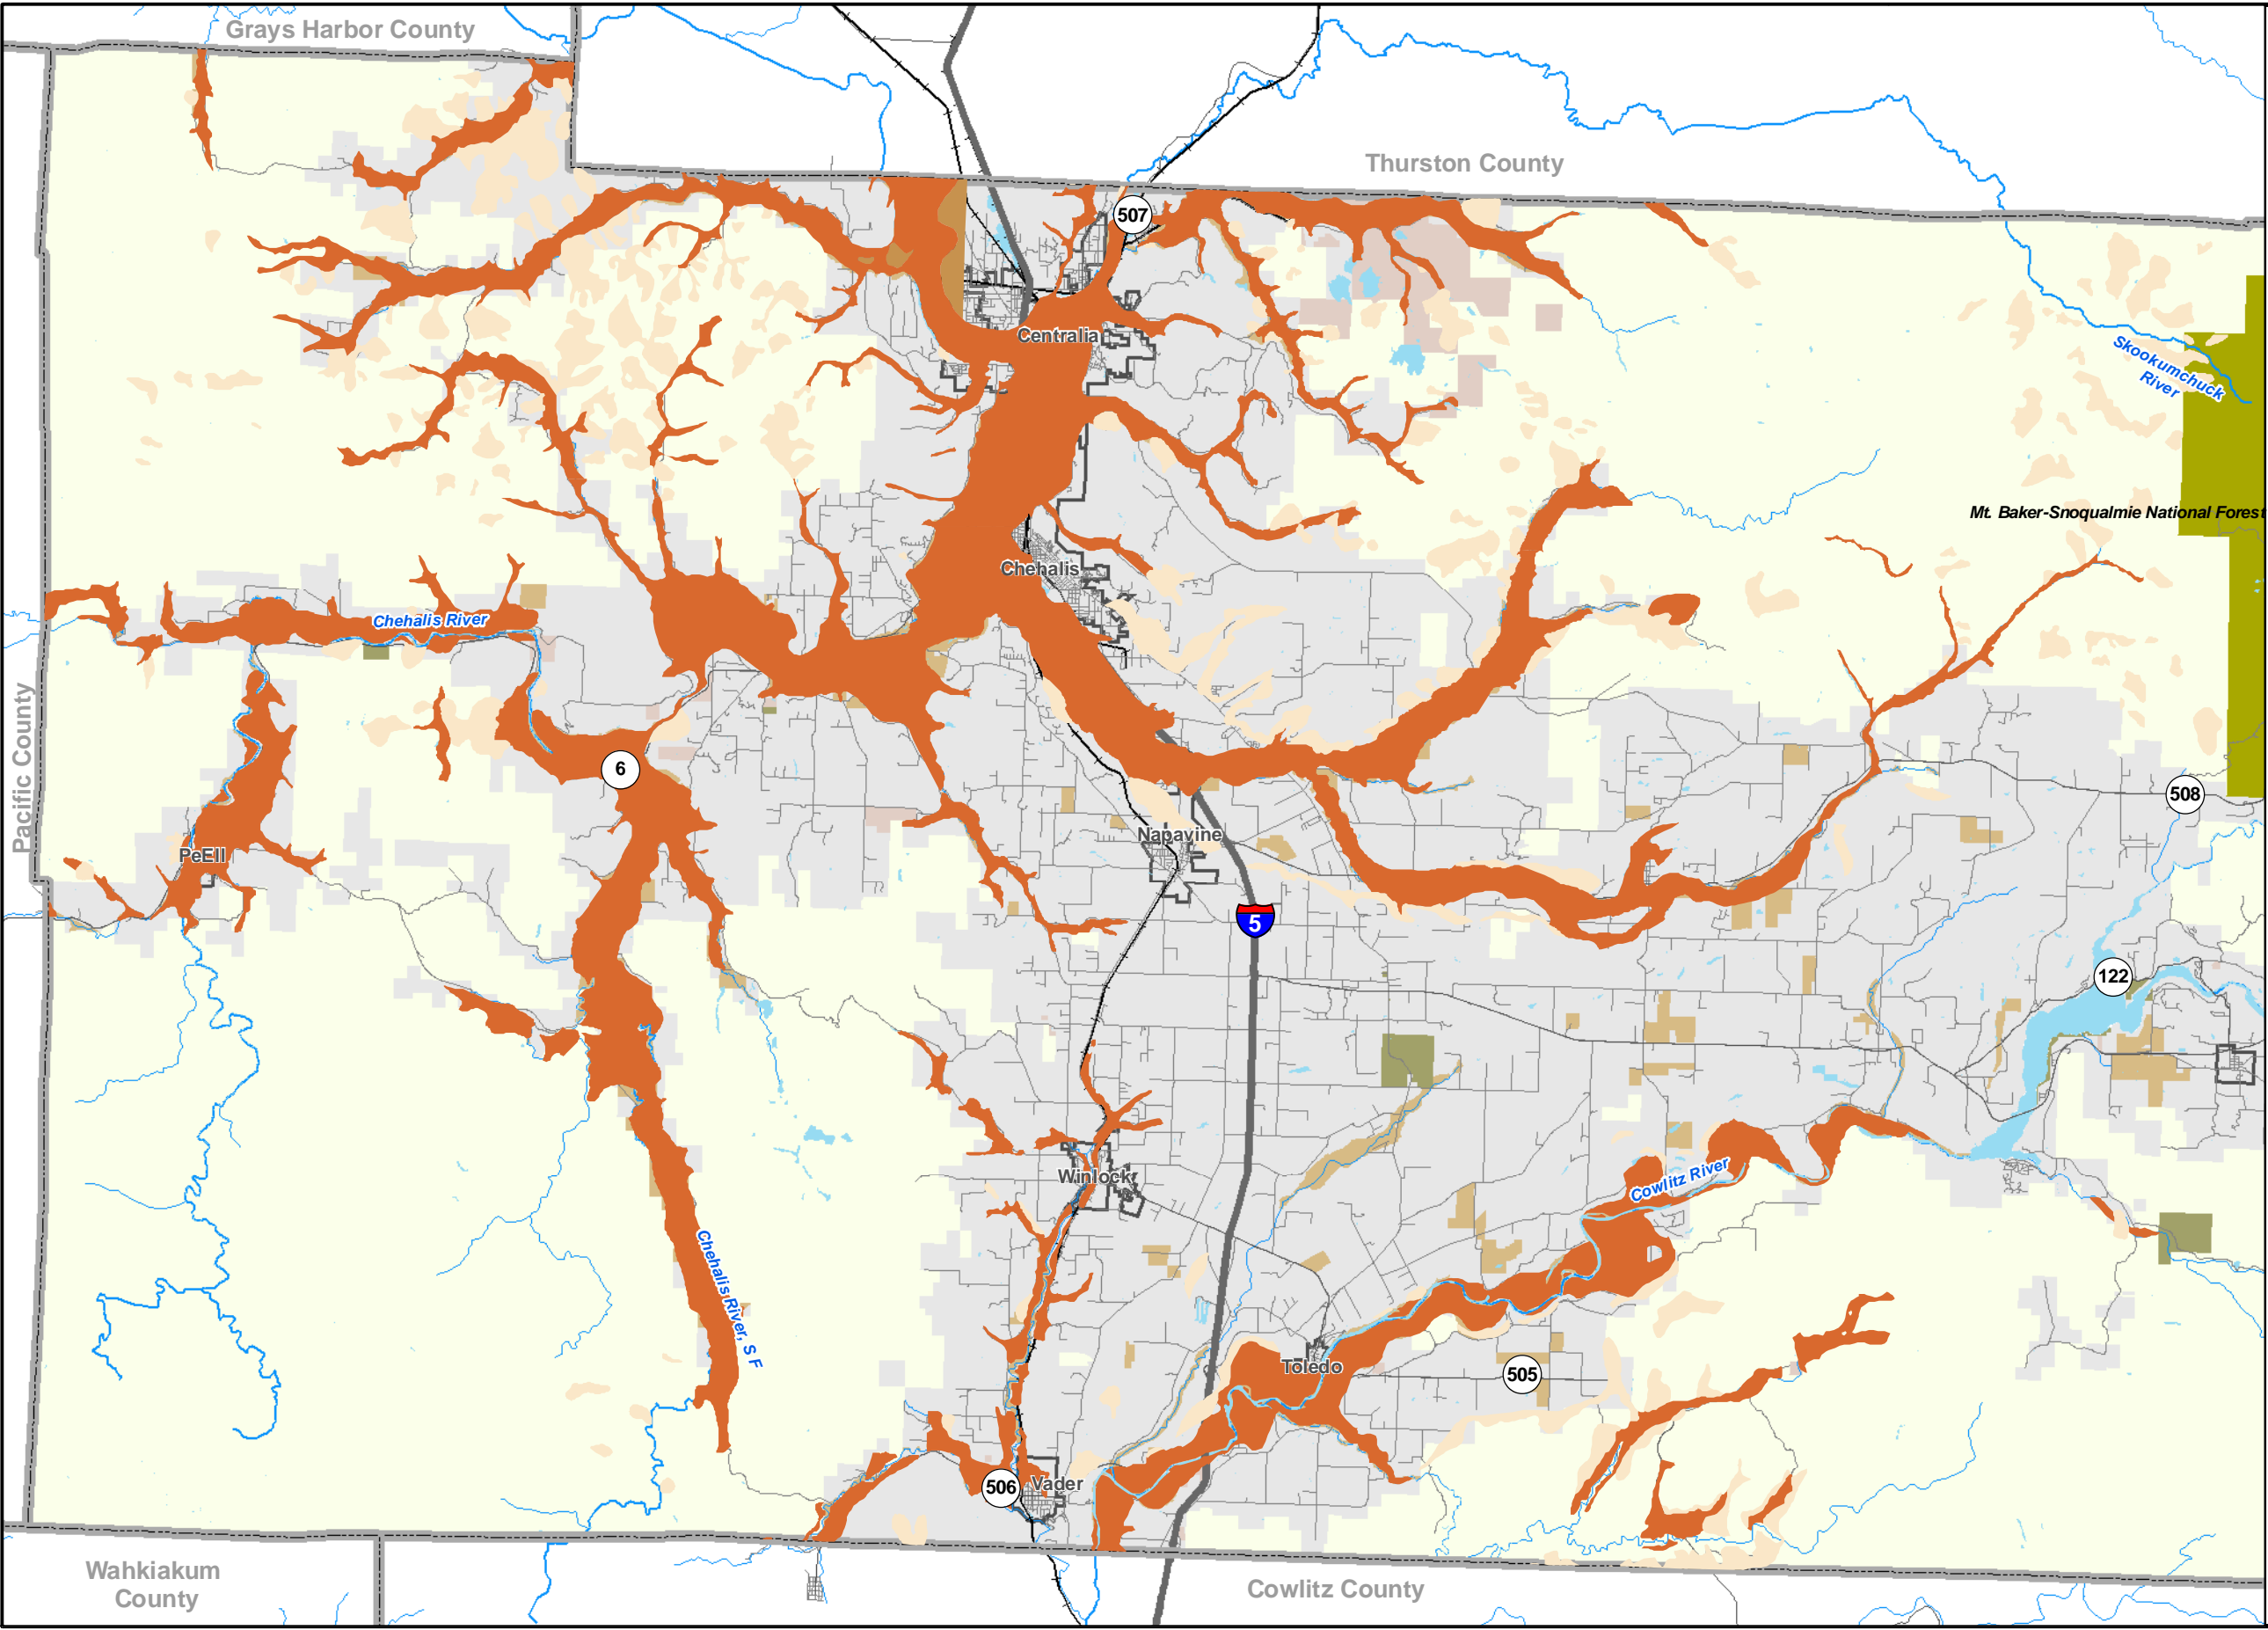 Grays Harbor County
Thurston County
507
Centralia
Skookumchuck
River
Mt. Baker-Snoqualmie National Forest
Chehalis
Chehalis River
Pacific County
6
508
Napavine
PeEll
5
122
Winlock
Cowlitz River
Chehalis River, S F
Toledo
505
506
Vader
Wahkiakum
County
Cowlitz County